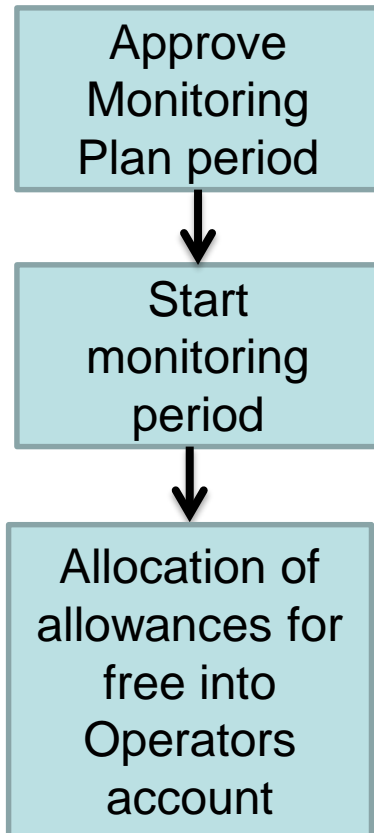 Approve
Monitoring
Plan period
Start
monitoring
period
Allocation of
allowances for
free into
Operators
account